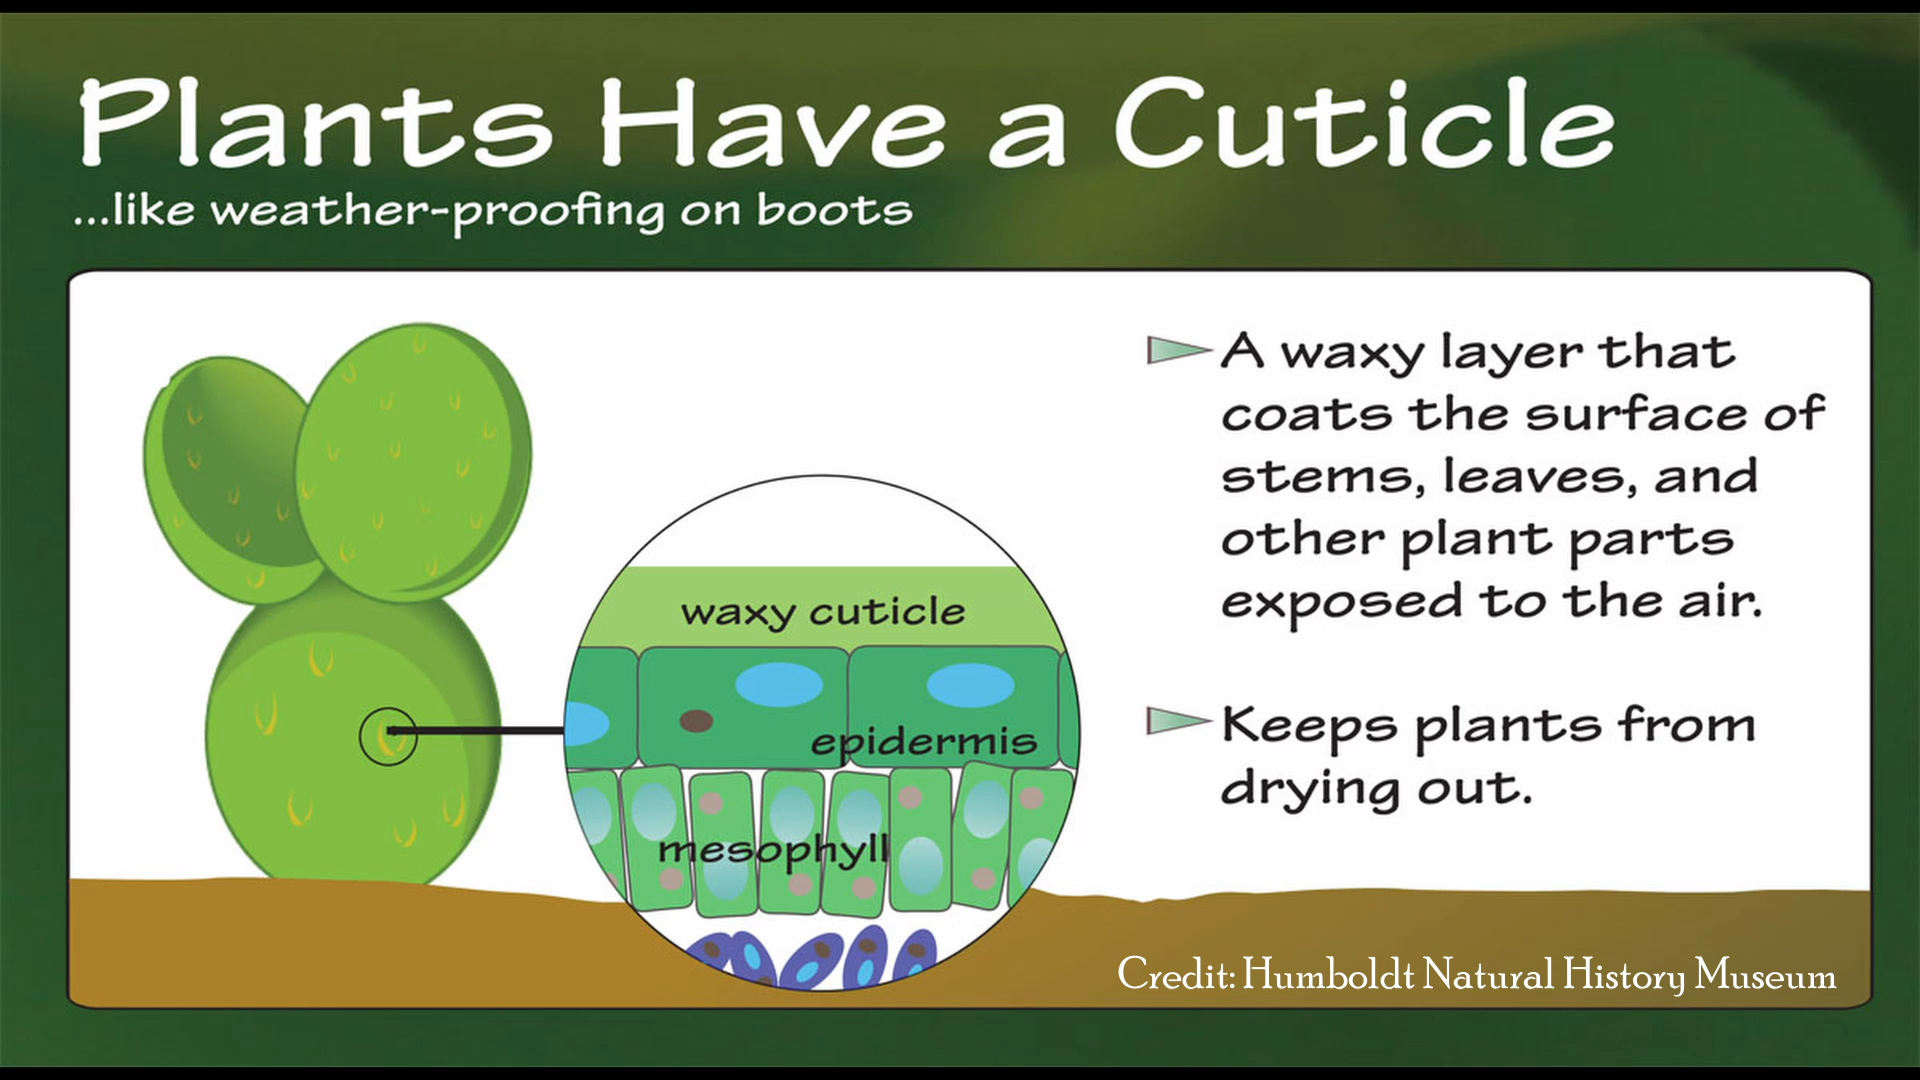 Plants Have a Cuticle
...like weather-proofing on boots
A waxy layer that
coats the surface of
stems, leaves, and
other plant parts
exposed to the air.
Keeps plants from
drying out.
waxy cuticle
epidermis
mesophyll
Credit: Humboldt Natural History Museum